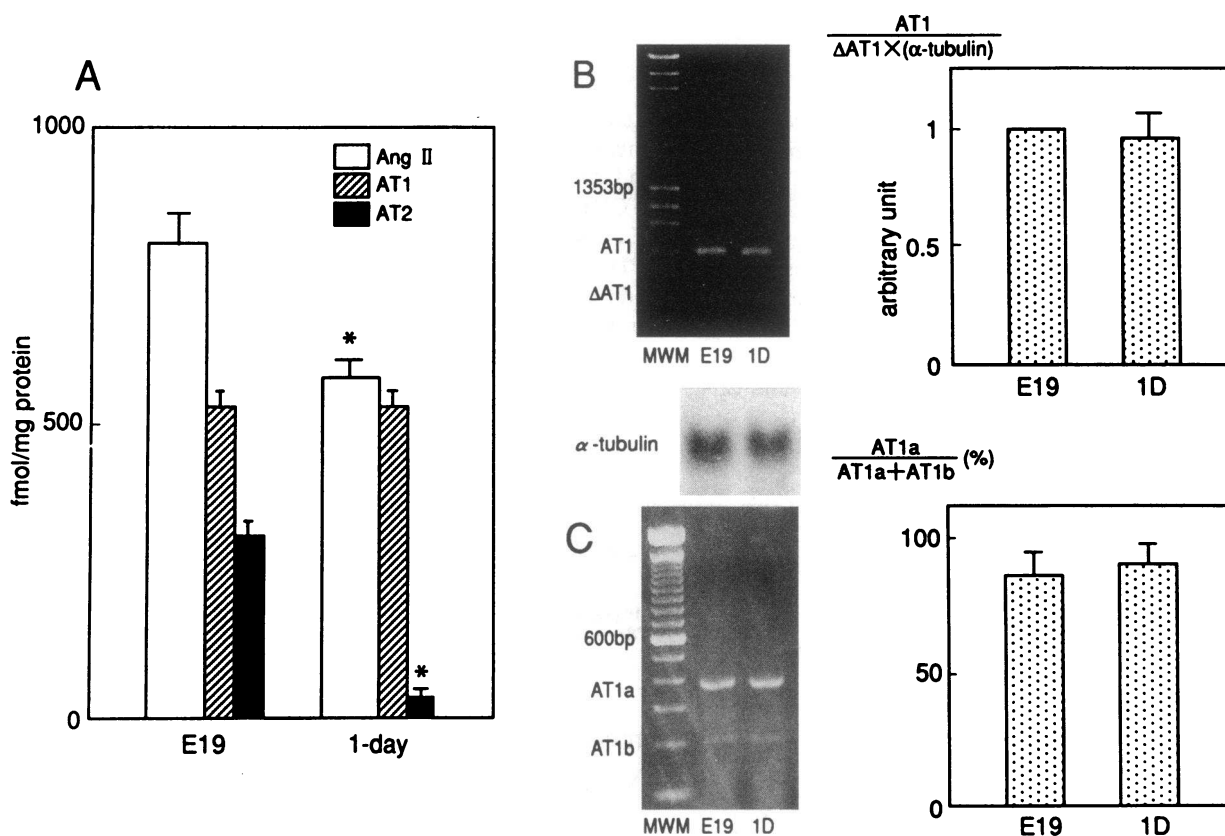 A
1000
500
0
fmol/mg protein
Ang II
AT1
AT2
*
*
E19 1-day
B
1353bp
AT1
ΔAT1
MWM E19 1D
α-tubulin
AT1
ΔAT1×(α-tubulin)
arbitrary unit
1
0.5
0
E19 1D
C
600bp
AT1a
AT1b
MWM E19 1D
AT1a
AT1a+AT1b (%)
100
50
0
E19 1D